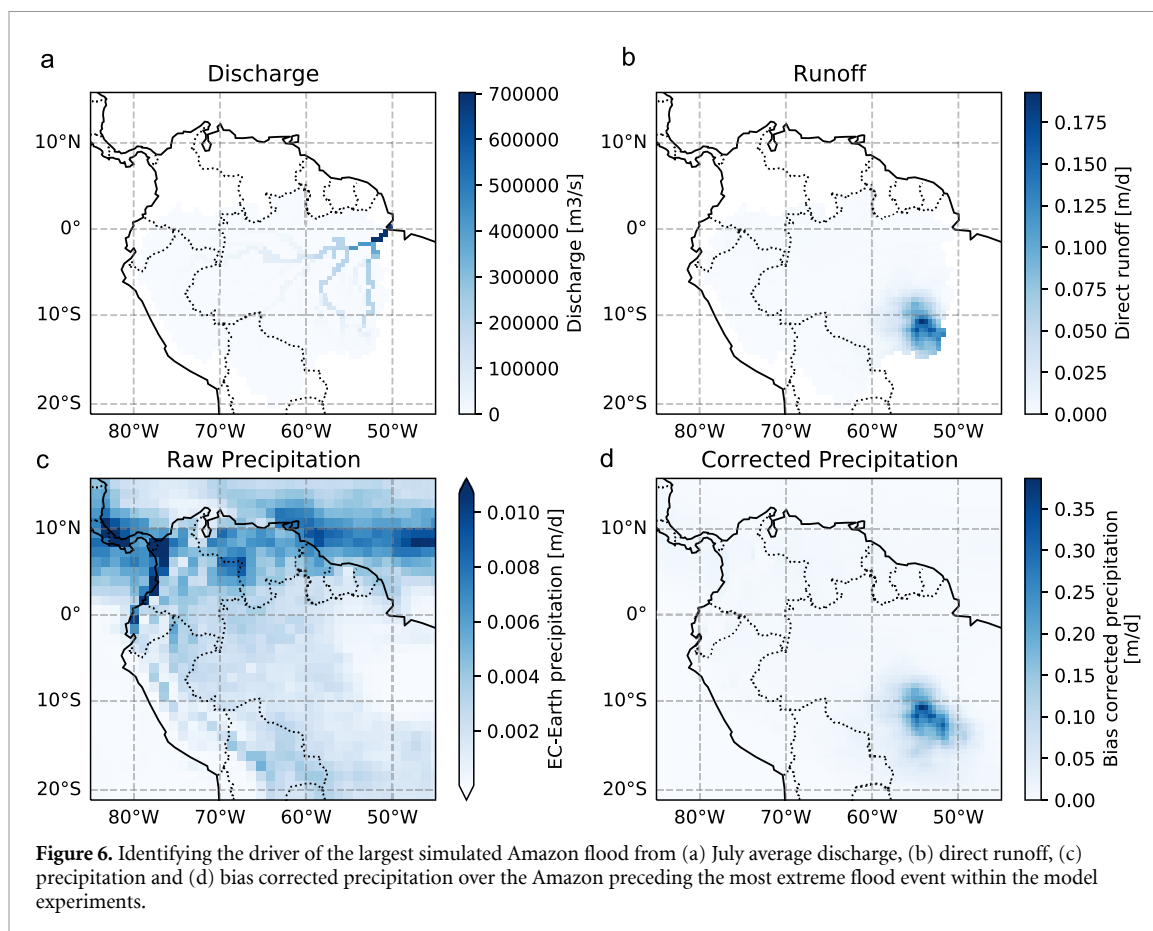 a
Discharge
10°N
0°
10°S
20°S
80°W 70°W 60°W 50°W
700000
600000
500000
400000
300000
200000
100000
0
Discharge [m3/s]
b
Runoff
10°N
0°
10°S
20°S
80°W 70°W 60°W 50°W
0.175
0.150
0.125
0.100
0.075
0.050
0.025
0.000
Direct runoff [m/d]
c
Raw Precipitation
10°N
0°
10°S
20°S
80°W 70°W 60°W 50°W
0.010
0.008
0.006
0.004
0.002
EC-Earth precipitation [m/d]
d
Corrected Precipitation
10°N
0°
10°S
20°S
80°W 70°W 60°W 50°W
0.35
0.30
0.25
0.20
0.15
0.10
0.05
0.00
Bias corrected precipitation
[m/d]
Figure 6. Identifying the driver of the largest simulated Amazon flood from (a) July average discharge, (b) direct runoff, (c)
precipitation and (d) bias corrected precipitation over the Amazon preceding the most extreme flood event within the model
experiments.